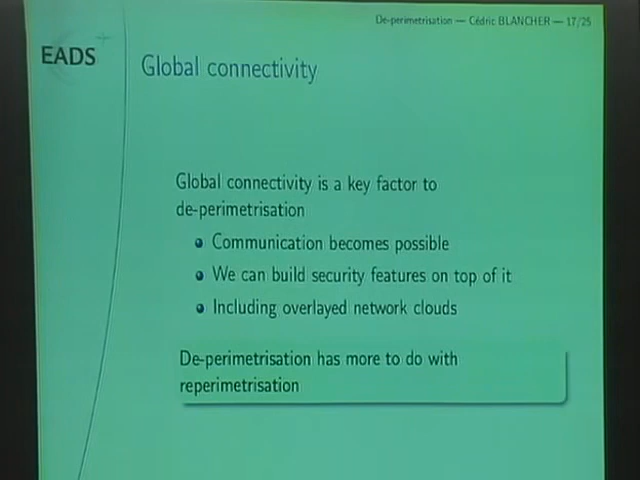 De-perimetrisation — Cédric BLANCHER — 17/25
EADS
Global connectivity
Global connectivity is a key factor to
de-perimetrisation
Communication becomes possible
We can build security features on top of it
Including overlayed network clouds
De-perimetrisation has more to do with
reperimetrisation